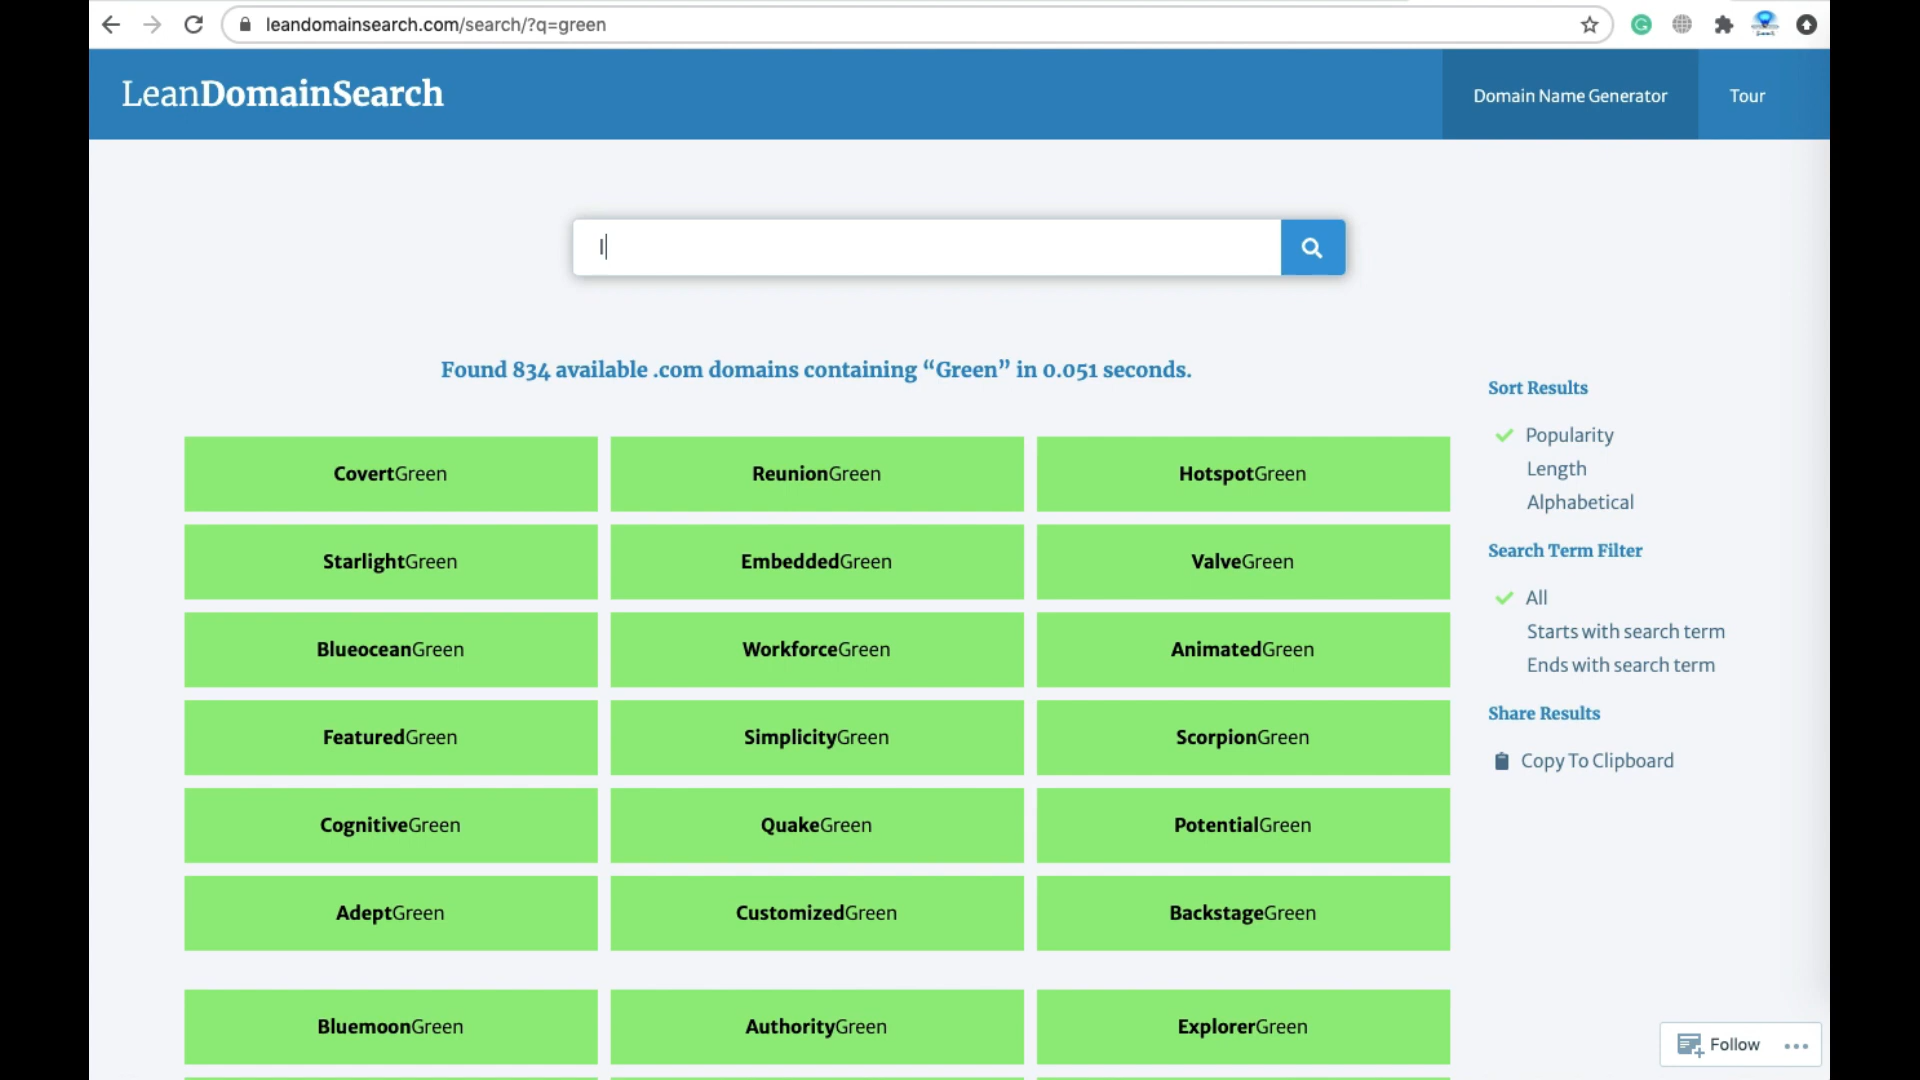 leandomainsearch.com/search/?q=green
LeanDomainSearch
Domain Name Generator
Tour
l
Found 834 available .com domains containing “Green” in 0.051 seconds.
CovertGreen
ReunionGreen
HotspotGreen
StarlightGreen
EmbeddedGreen
ValveGreen
BlueoceanGreen
WorkforceGreen
AnimatedGreen
FeaturedGreen
SimplicityGreen
ScorpionGreen
CognitiveGreen
QuakeGreen
PotentialGreen
AdeptGreen
CustomizedGreen
BackstageGreen
BluemoonGreen
AuthorityGreen
ExplorerGreen
Sort Results
Popularity
Length
Alphabetical
Search Term Filter
All
Starts with search term
Ends with search term
Share Results
Copy To Clipboard
Follow